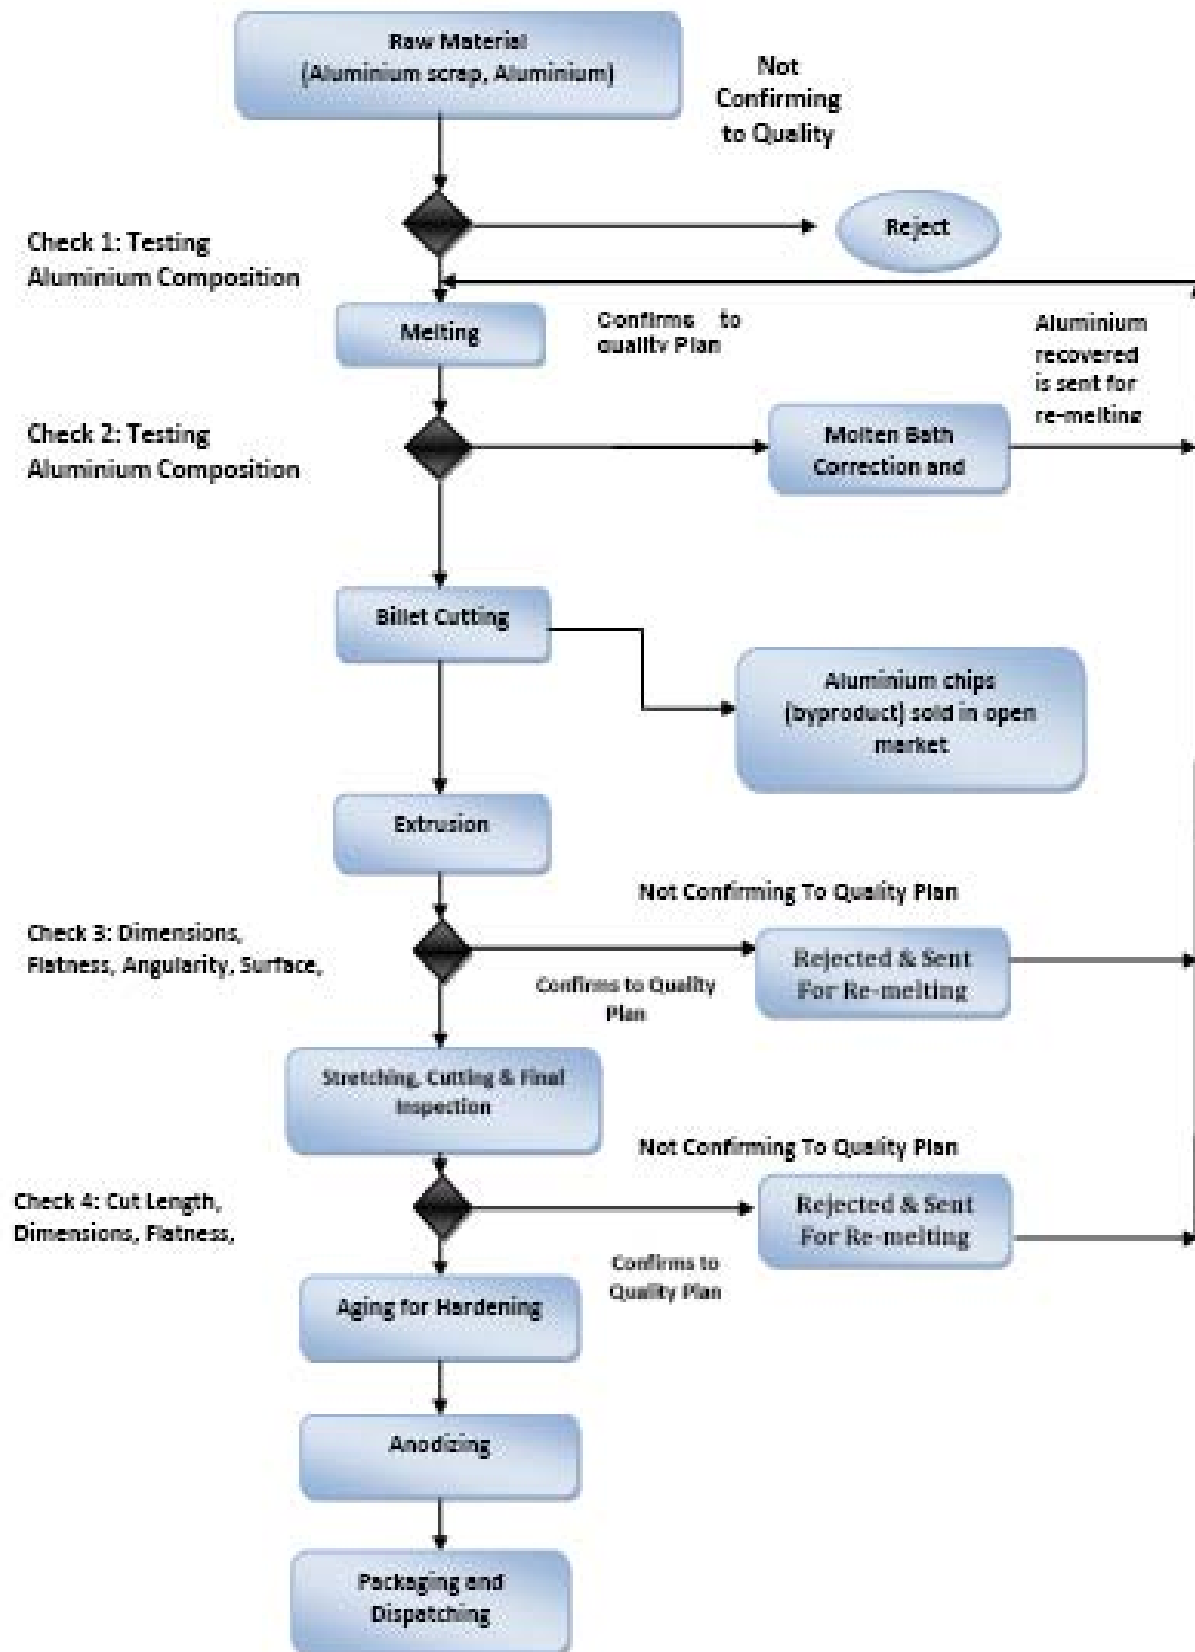 Raw Material
(Aluminium scrap, Aluminium)
Not
Confirming
to Quality
Reject
Check 1: Testing
Aluminium Composition
Melting
Confirms to
quality Plan
Aluminium
recovered
is sent for
re-melting
Check 2: Testing
Aluminium Composition
Molten Bath
Correction and
Billet Cutting
Aluminium chips
(byproduct) sold in open
market
Extrusion
Not Confirming To Quality Plan
Check 3: Dimensions,
Flatness, Angularity, Surface,
Rejected & Sent
For Re-melting
Confirms to Quality
Plan
Stretching, Cutting & Final
Inspection
Not Confirming To Quality Plan
Check 4: Cut Length,
Dimensions, Flatness,
Rejected & Sent
For Re-melting
Confirms to
Quality Plan
Aging for Hardening
Anodizing
Packaging and
Dispatching